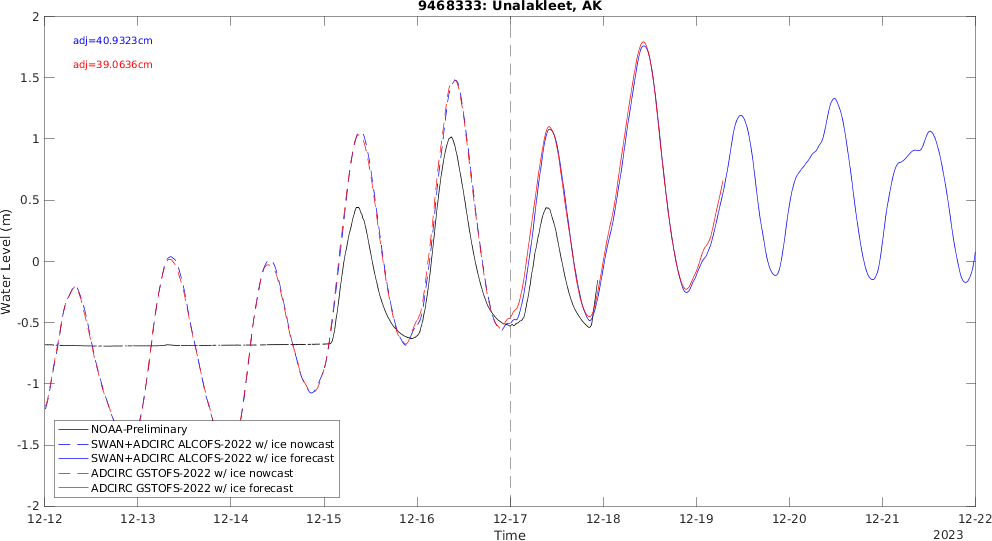 9468333: Unalakleet, AK
2
1.5
1
0.5
0
-0.5
-1
-1.5
-2
Water Level (m)
adj=40.9323cm
adj=39.0636cm
NOAA-Preliminary
SWAN+ADCIRC ALCOFS-2022 w/ ice nowcast
SWAN+ADCIRC ALCOFS-2022 w/ ice forecast
ADCIRC GSTOFS-2022 w/ ice nowcast
ADCIRC GSTOFS-2022 w/ ice forecast
12-12 12-13 12-14 12-15 12-16 12-17 12-18 12-19 12-20 12-21 12-22
Time
2023